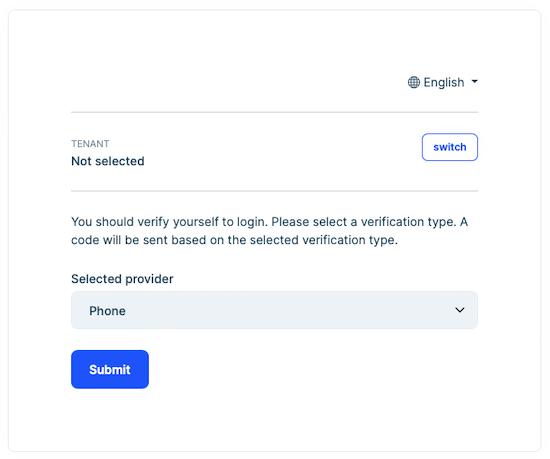 English
TENANT
Not selected
switch
You should verify yourself to login. Please select a verification type. A
code will be sent based on the selected verification type.
Selected provider
Phone
Submit